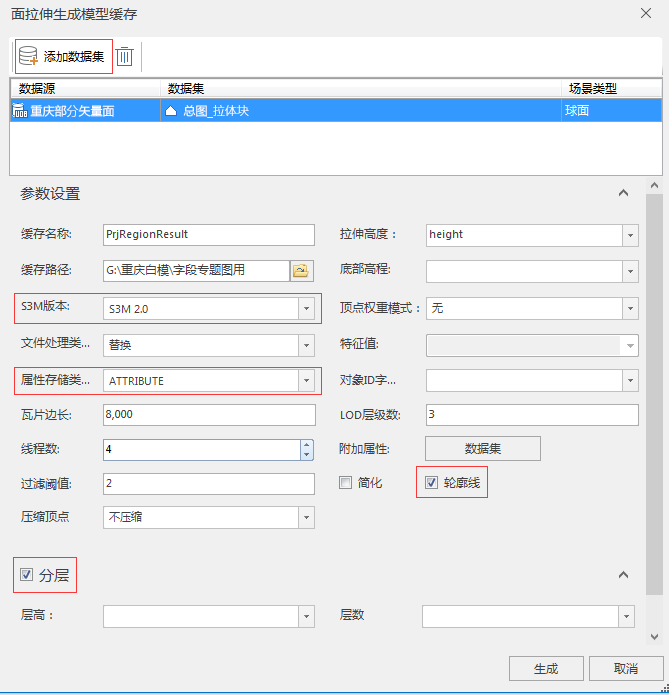 面拉伸生成模型缓存
添加数据集
数据源 数据集 场景类型
重庆部分矢量面 总图_拉体块 球面
参数设置
缓存名称: PrjRegionResult 拉伸高度： height
缓存路径: G:\重庆白模\字段专题图用 底部高程:
S3M版本: S3M 2.0 顶点权重模式： 无
文件处理类... 替换 特征值:
属性存储类... ATTRIBUTE 对象ID字...
瓦片边长: 8,000 LOD层级数: 3
线程数: 4 附加属性: 数据集
过滤阈值: 2 简化 轮廓线
压缩顶点 不压缩
分层
层高： 层数
生成 取消